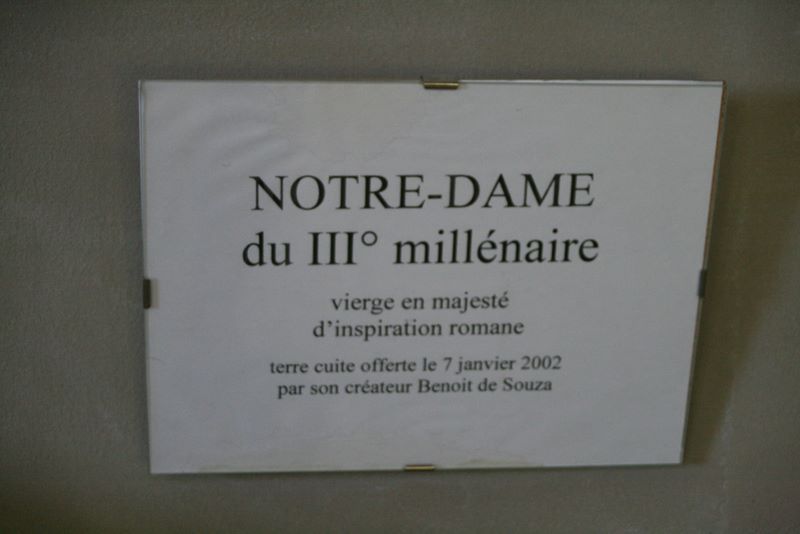 NOTRE-DAME
du III° millénaire
vierge en majesté
d'inspiration romane
terre cuite offerte le 7 janvier 2002
par son créateur Benoit de Souza